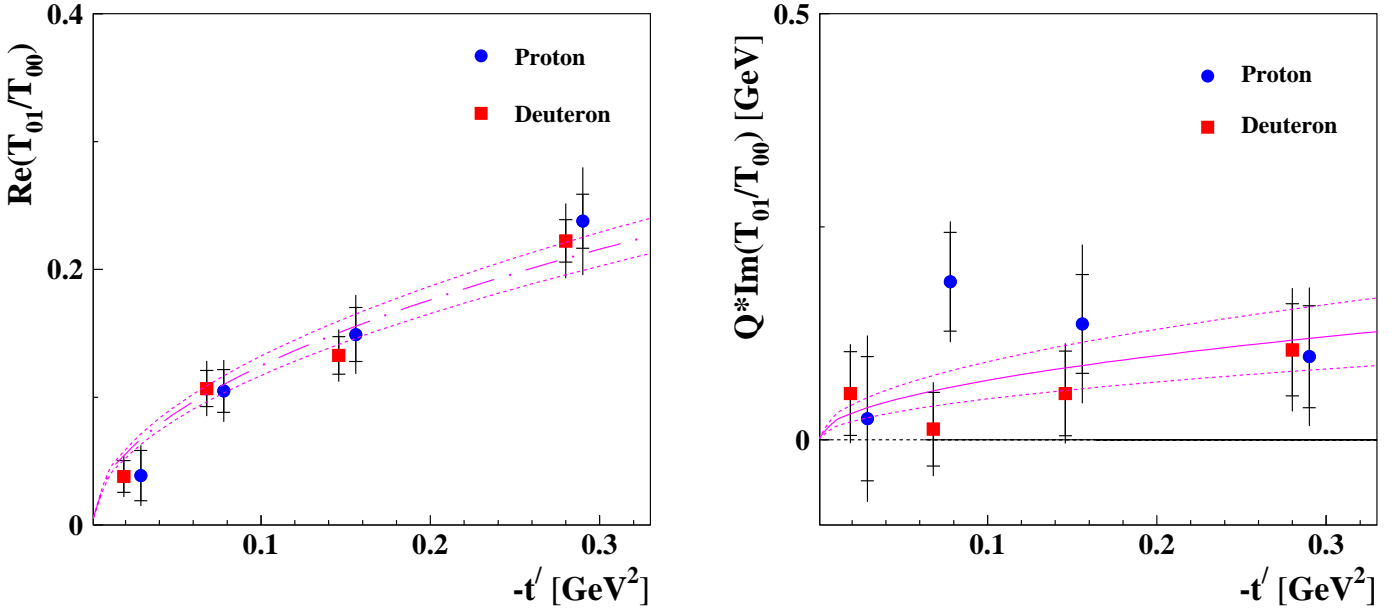 Re(T01/T00)
0.4
0.2
0
Proton
Deuteron
0.1
0.2
0.3
-t′ [GeV2]
Q*Im(T01/T00) [GeV]
0.5
0
Proton
Deuteron
0.1
0.2
0.3
-t′ [GeV2]